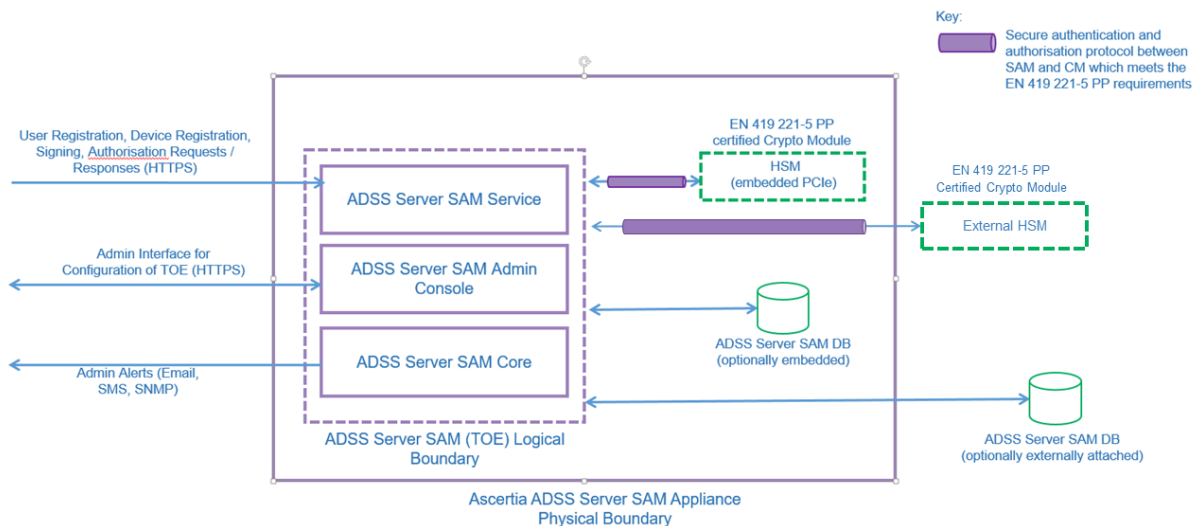 Key:
Secure authentication and
authorisation protocol between
SAM and CM which meets the
EN 419 221-5 PP requirements
User Registration, Device Registration,
Signing, Authorisation Requests /
Responses (HTTPS)
EN 419 221-5 PP
certified Crypto Module
HSM
(embedded PCIe)
EN 419 221-5 PP
Certified Crypto Module
External HSM
ADSS Server SAM Service
Admin Interface for
Configuration of TOE (HTTPS)
ADSS Server SAM Admin
Console
ADSS Server SAM DB
(optionally embedded)
ADSS Server SAM Core
Admin Alerts (Email,
SMS, SNMP)
ADSS Server SAM (TOE) Logical
Boundary
ADSS Server SAM DB
(optionally externally attached)
Ascertia ADSS Server SAM Appliance
Physical Boundary